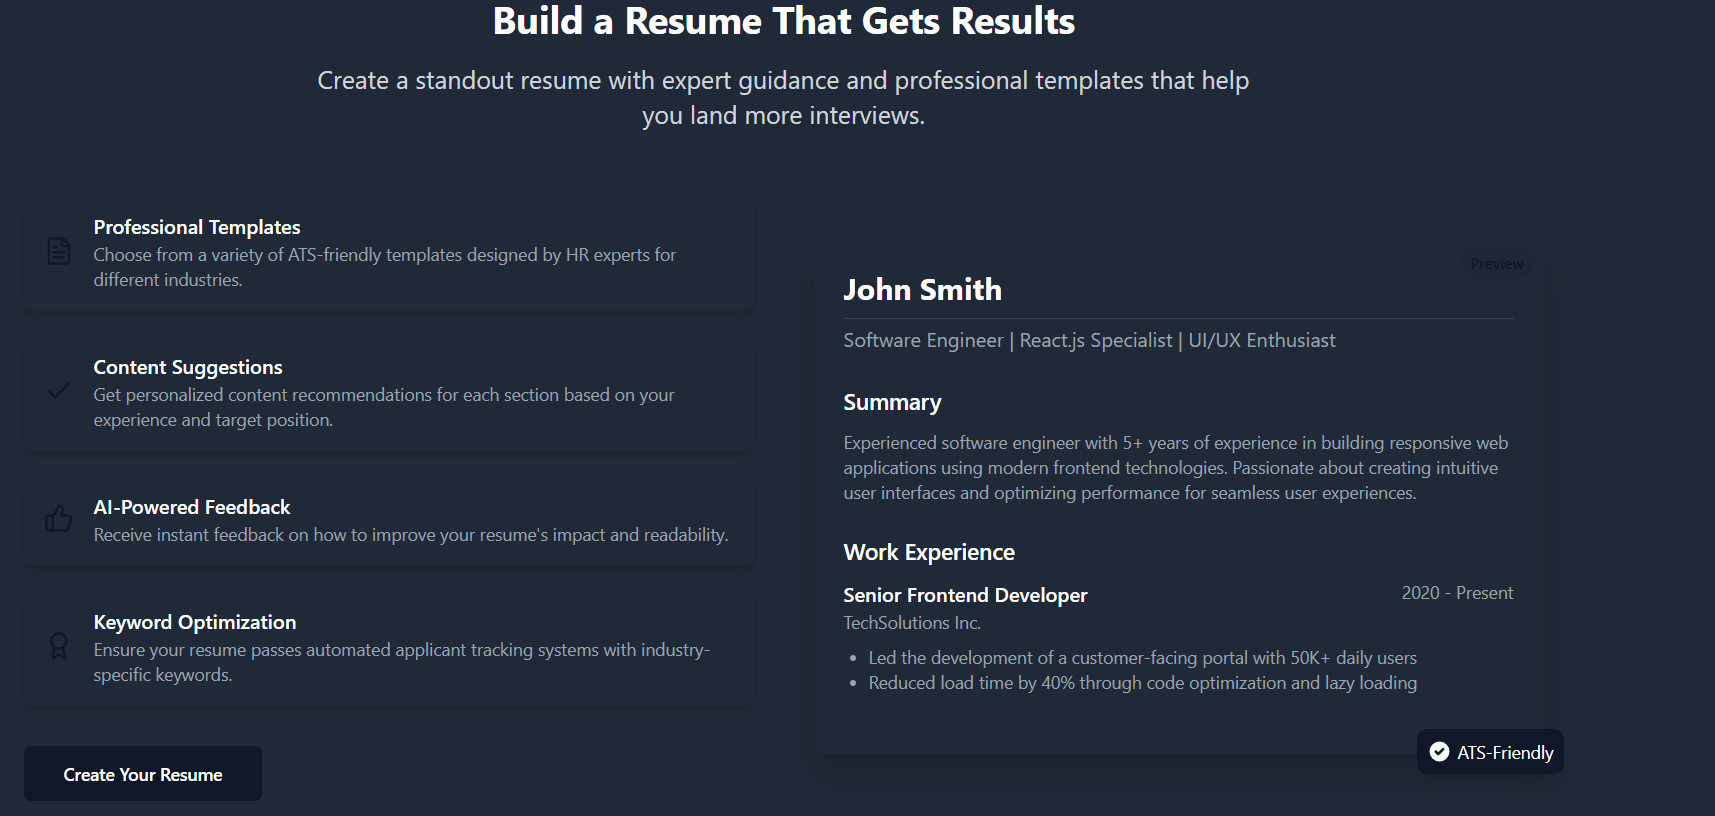 Build a Resume That Gets Results
Create a standout resume with expert guidance and professional templates that help
you land more interviews.
Professional Templates
Choose from a variety of ATS-friendly templates designed by HR experts for
different industries.
Content Suggestions
Get personalized content recommendations for each section based on your
experience and target position.
AI-Powered Feedback
Receive instant feedback on how to improve your resume's impact and readability.
Keyword Optimization
Ensure your resume passes automated applicant tracking systems with industry-
specific keywords.
Create Your Resume
Preview
John Smith
Software Engineer | React.js Specialist | UI/UX Enthusiast
Summary
Experienced software engineer with 5+ years of experience in building responsive web
applications using modern frontend technologies. Passionate about creating intuitive
user interfaces and optimizing performance for seamless user experiences.
Work Experience
Senior Frontend Developer
2020 - Present
TechSolutions Inc.
• Led the development of a customer-facing portal with 50K+ daily users
• Reduced load time by 40% through code optimization and lazy loading
ATS-Friendly